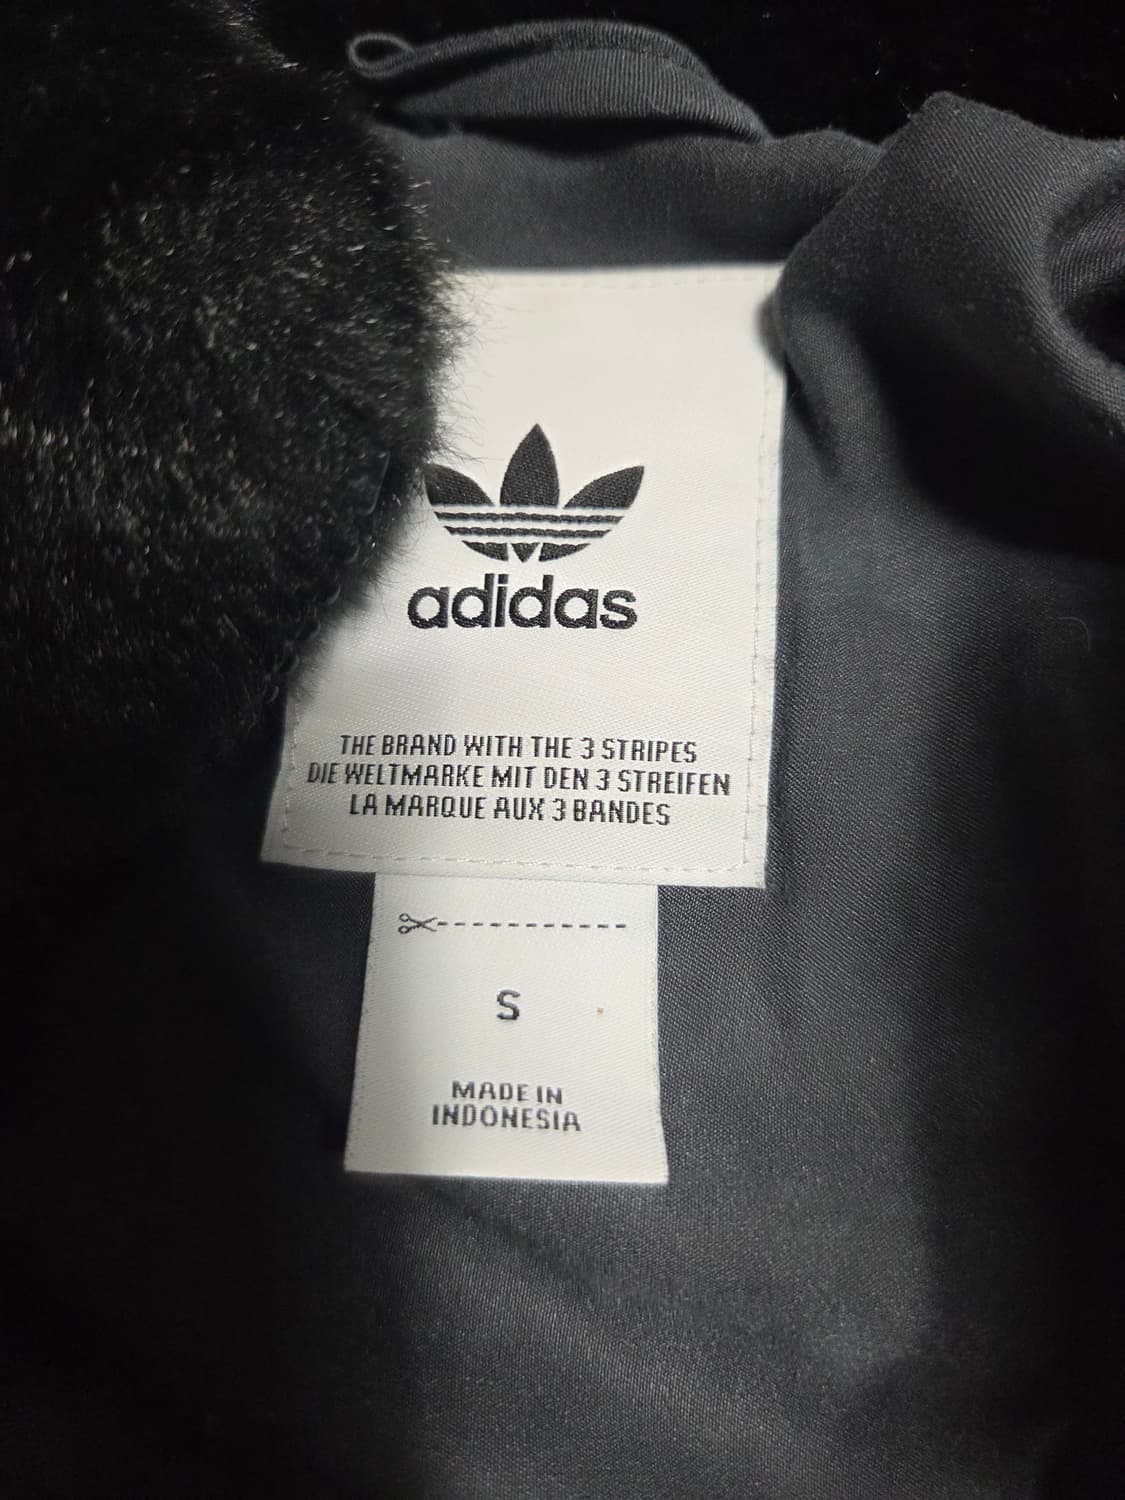 adidas
THE BRAND WITH THE 3 STRIPES
DIE WELTMARKE MIT DEN 3 STREIFEN
LA MARQUE AUX 3 BANDES
S
MADE IN
INDONESIA